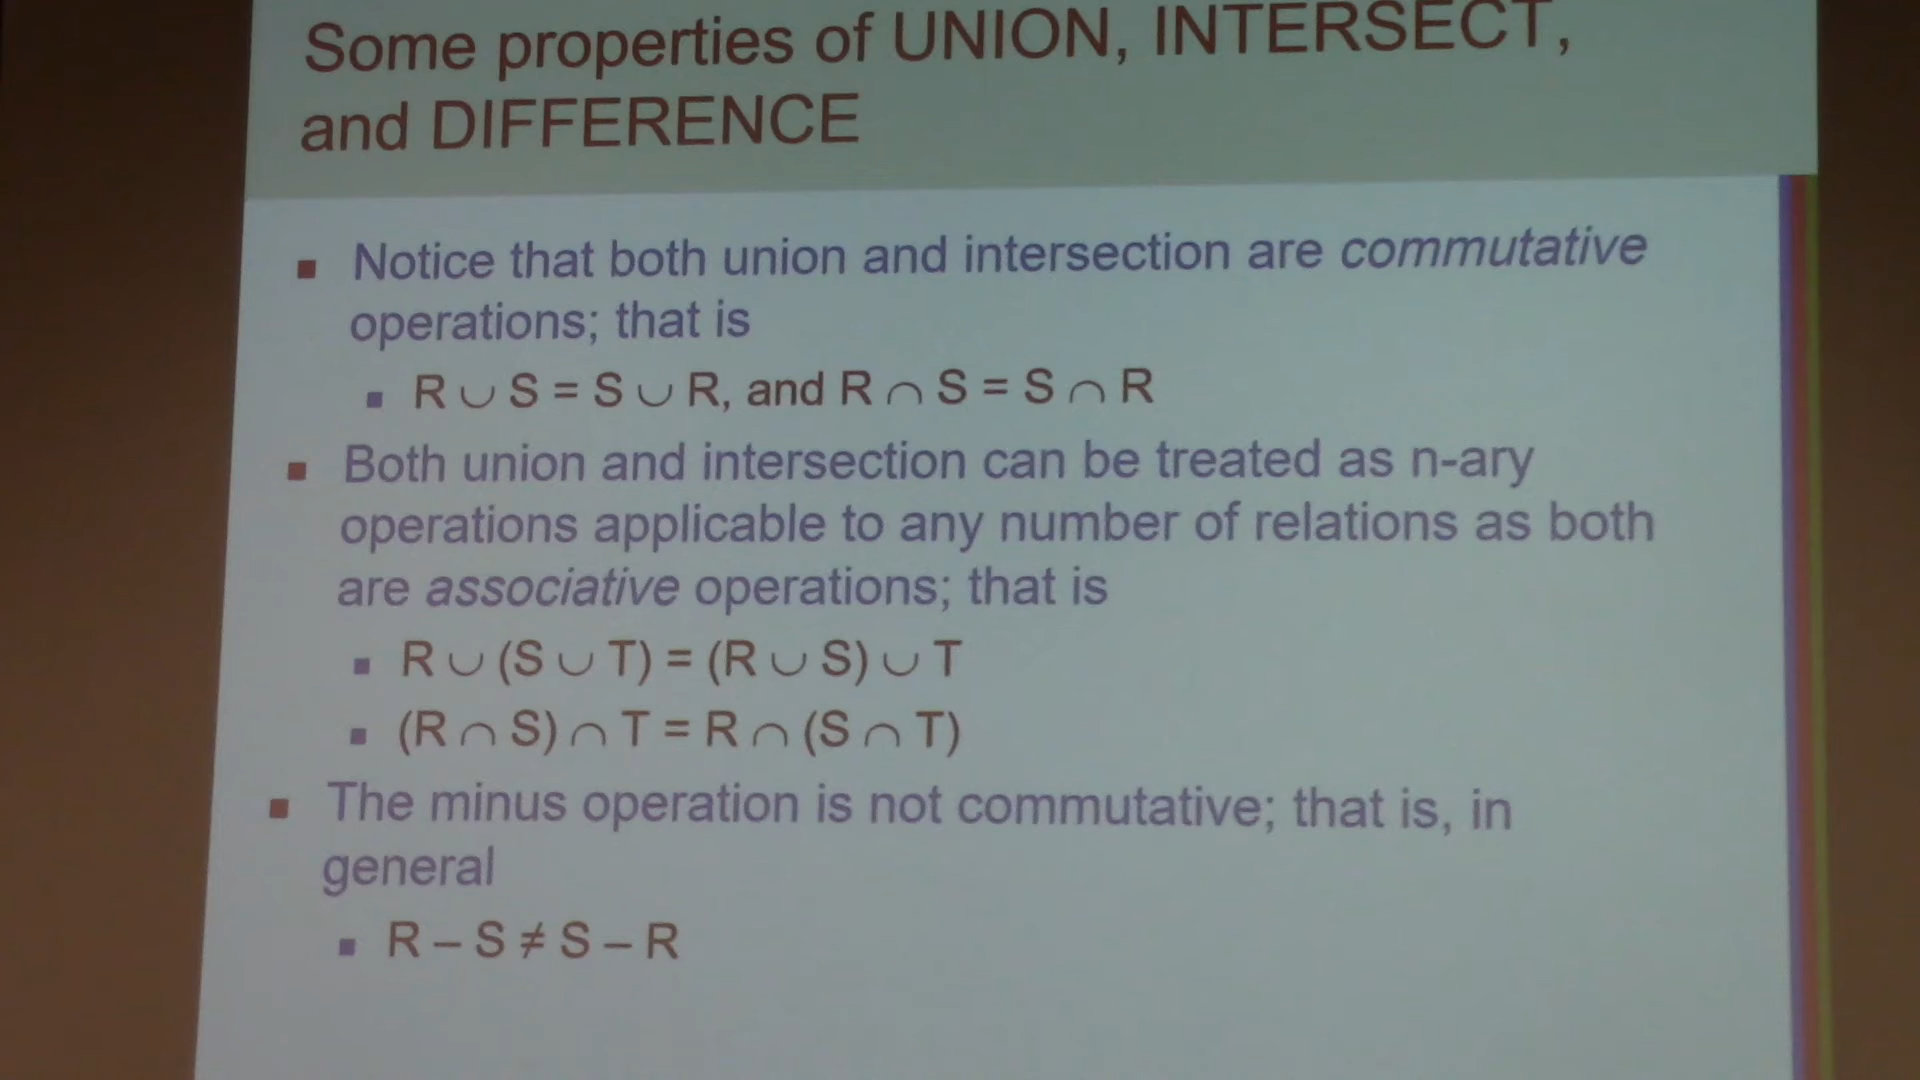 Some properties of UNION, INTERSECT,
and DIFFERENCE
▪ Notice that both union and intersection are commutative
operations; that is
▪ R ∪ S = S ∪ R, and R ∩ S = S ∩ R
▪ Both union and intersection can be treated as n-ary
operations applicable to any number of relations as both
are associative operations; that is
▪ R ∪ (S ∪ T) = (R ∪ S) ∪ T
▪ (R ∩ S) ∩ T = R ∩ (S ∩ T)
▪ The minus operation is not commutative; that is, in
general
▪ R – S ≠ S – R